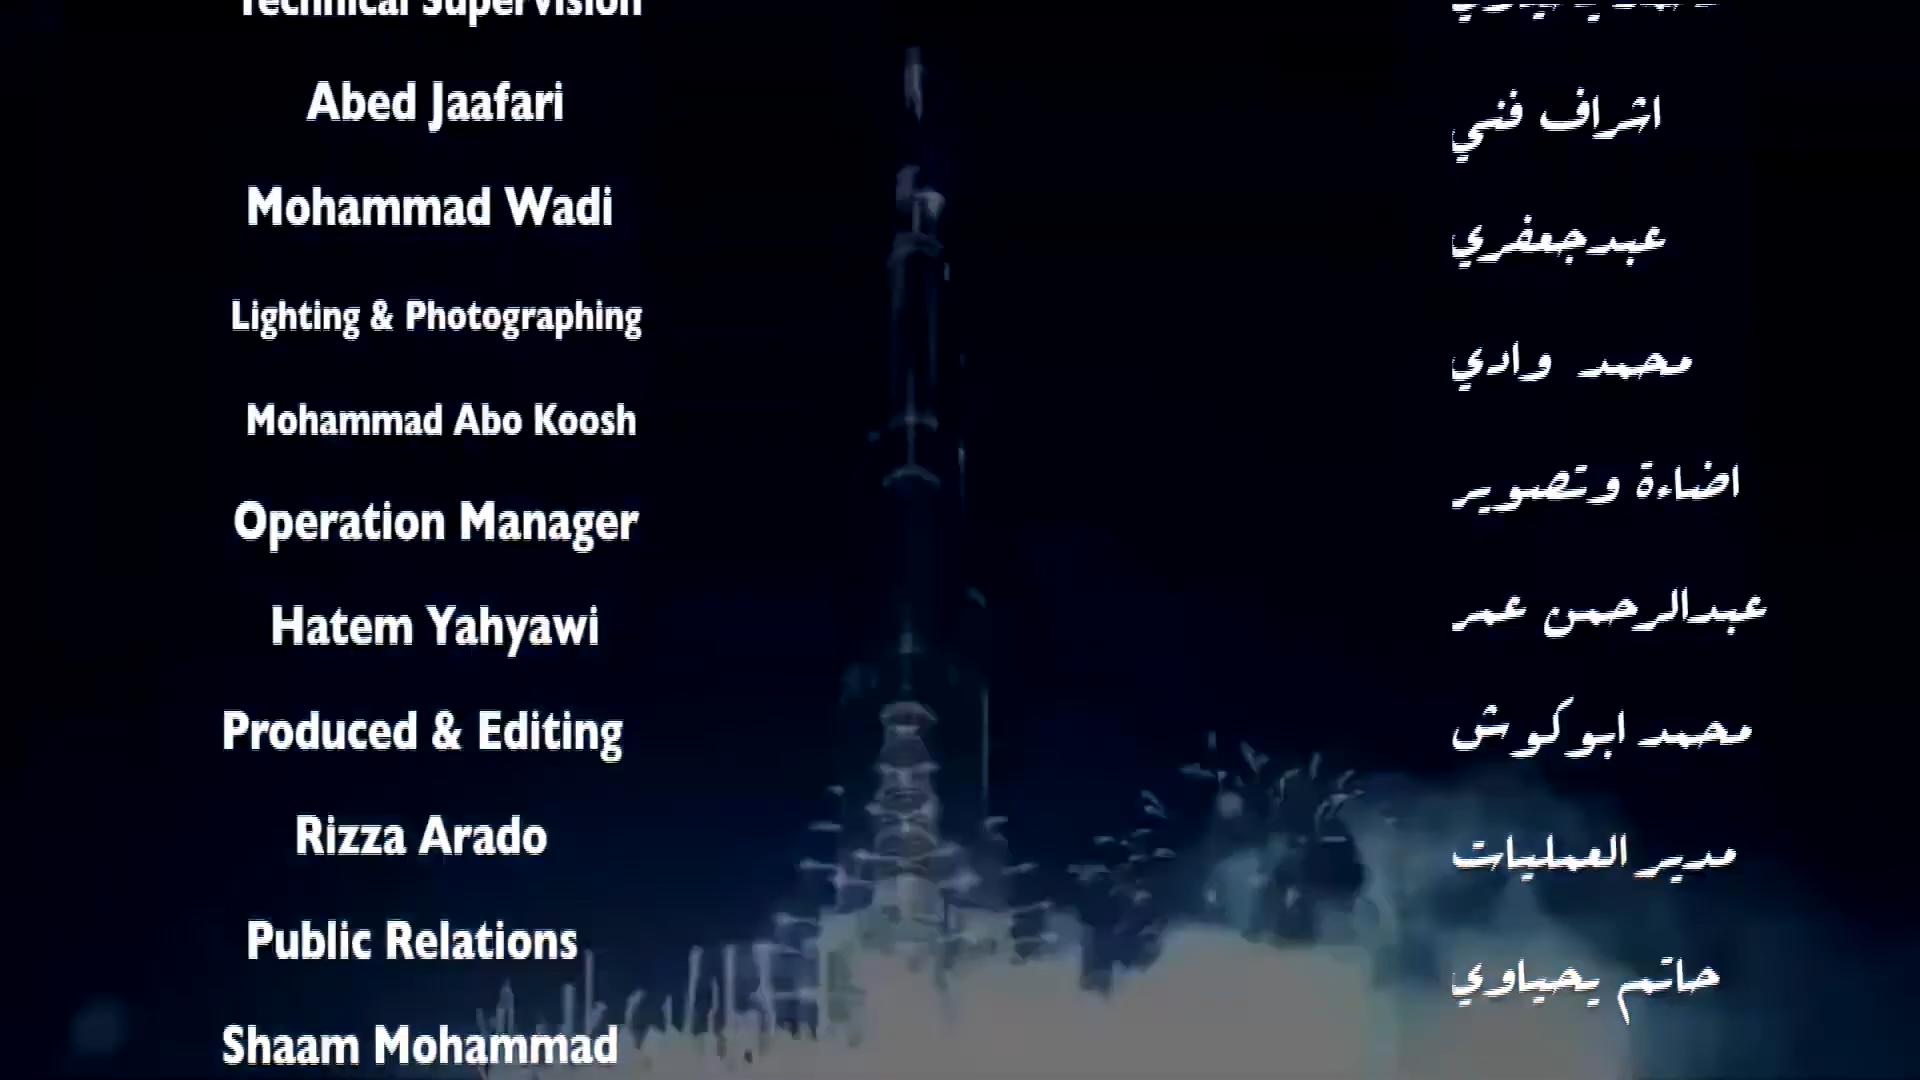 Technical Supervision
Abed Jaafari
Mohammad Wadi
Lighting & Photographing
Mohammad Abo Koosh
Operation Manager
Hatem Yahyawi
Produced & Editing
Rizza Arado
Public Relations
Shaam Mohammad
اشراف فني
عبدجعفري
محمد وادي
اضاءة وتصوير
عبدالرحمن عمر
محمد ابوكوش
مدير العمليات
حاتم يحياوي